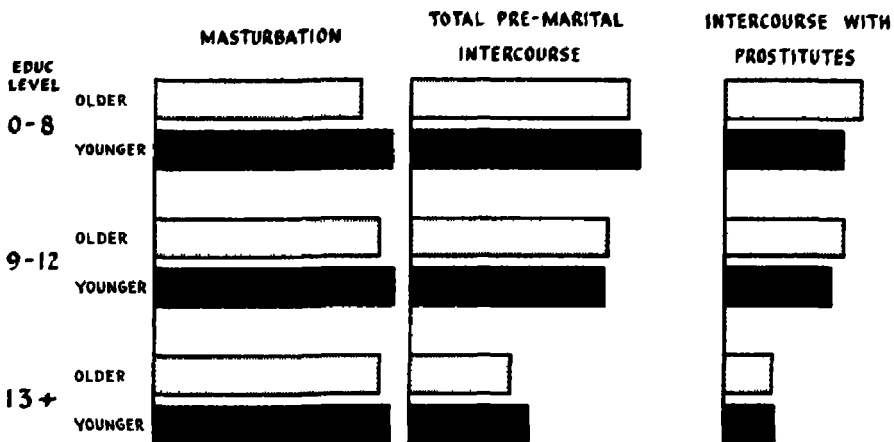 MASTURBATION
TOTAL PRE-MARITAL
INTERCOURSE
INTERCOURSE WITH
PROSTITUTES
EDUC
LEVEL
0-8
OLDER
YOUNGER
9-12
OLDER
YOUNGER
13+
OLDER
YOUNGER